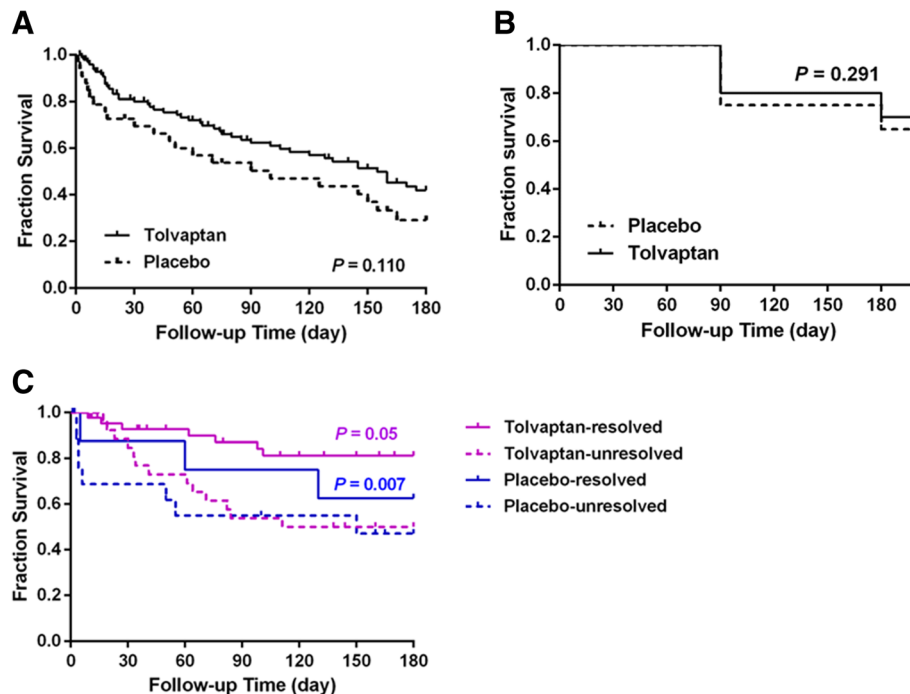 A
Fraction Survival
1.0
0.8
0.6
0.4
0.2
0.0
Tolvaptan
Placebo
P = 0.110
0 30 60 90 120 150 180
Follow-up Time (day)
B
Fraction survival
1.0
0.8
0.6
0.4
0.2
0.0
P = 0.291
Placebo
Tolvaptan
0 30 60 90 120 150 180
Follow-up Time (day)
C
Fraction Survival
1.0
0.8
0.6
0.4
0.2
0.0
P = 0.05
P = 0.007
0 30 60 90 120 150 180
Follow-up Time (day)
Tolvaptan-resolved
Tolvaptan-unresolved
Placebo-resolved
Placebo-unresolved